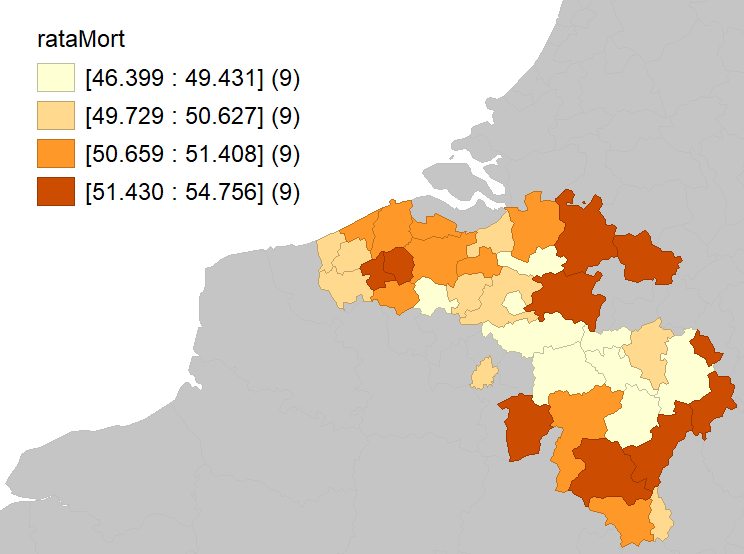 rataMort
[46.399 : 49.431] (9)
[49.729 : 50.627] (9)
[50.659 : 51.408] (9)
[51.430 : 54.756] (9)